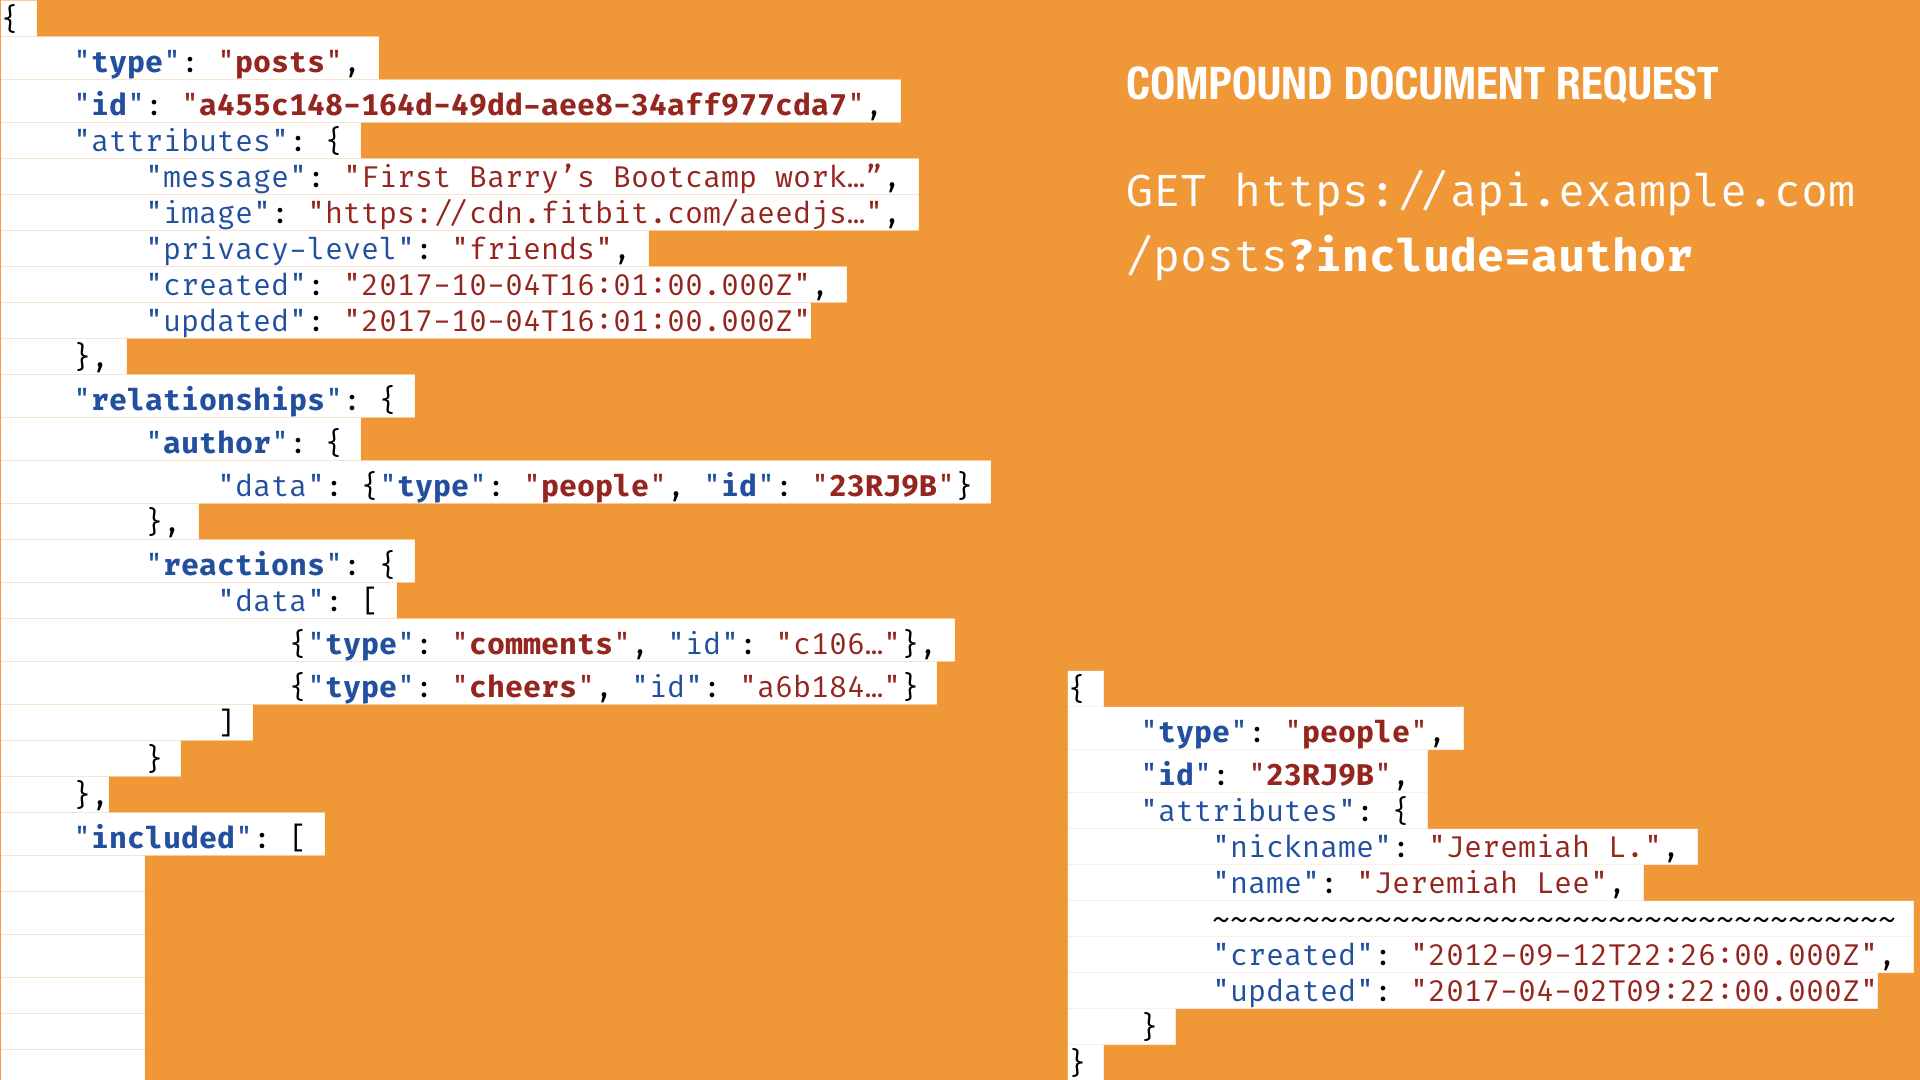 {
    "type": "posts",
    "id": "a455c148-164d-49dd-aee8-34aff977cda7",
    "attributes": {
        "message": "First Barry’s Bootcamp work…”,
        "image": "https://cdn.fitbit.com/aeedjs…",
        "privacy-level": "friends",
        "created": "2017-10-04T16:01:00.000Z",
        "updated": "2017-10-04T16:01:00.000Z"
    },
    "relationships": {
        "author": {
            "data": {"type": "people", "id": "23RJ9B"}
        },
        "reactions": {
            "data": [
                {"type": "comments", "id": "c106…"},
                {"type": "cheers", "id": "a6b184…"}
            ]
        }
    },
    "included": [
COMPOUND DOCUMENT REQUEST
GET https://api.example.com
/posts?include=author
{
    "type": "people",
    "id": "23RJ9B",
    "attributes": {
        "nickname": "Jeremiah L.",
        "name": "Jeremiah Lee",
        ~~~~~~~~~~~~~~~~~~~~~~~~~~~~~~~~~~~~~~
        "created": "2012-09-12T22:26:00.000Z",
        "updated": "2017-04-02T09:22:00.000Z"
    }
}